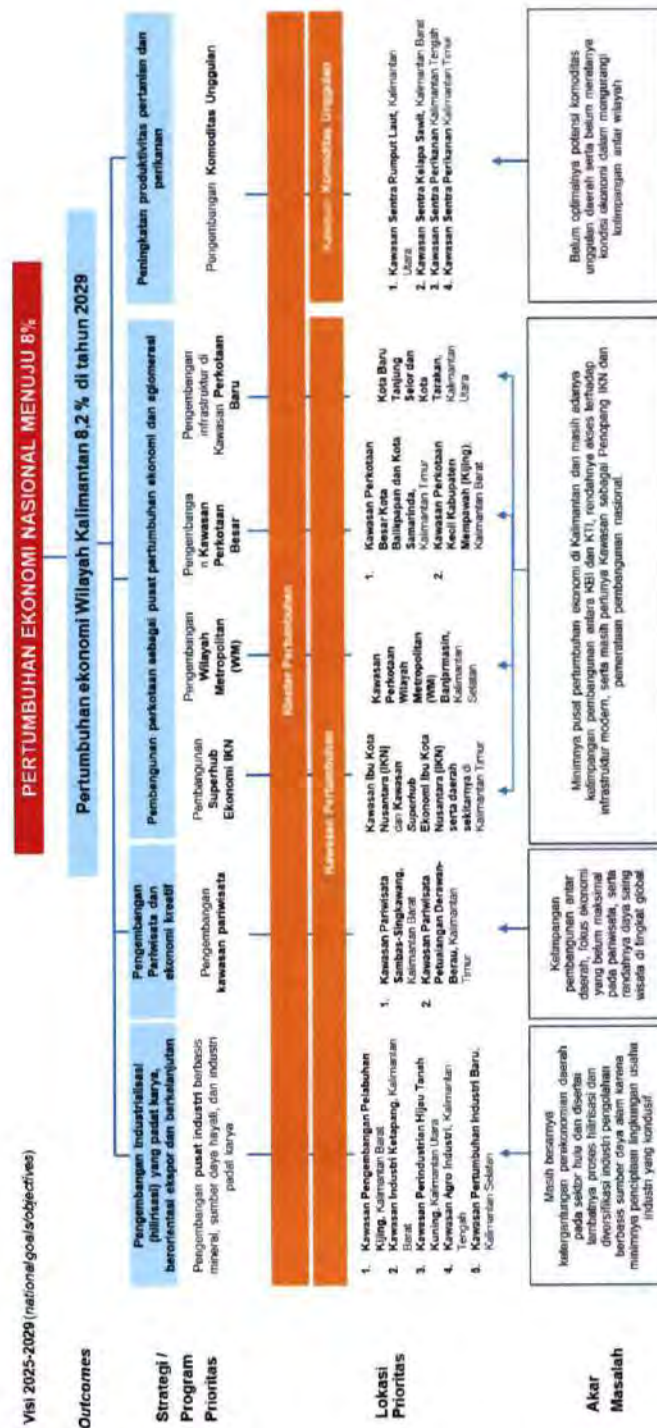 Visi 2025-2029 (national goals/objectives)
PERTUMBUHAN EKONOMI NASIONAL MENUJU 8%
Outcomes
Pertumbuhan ekonomi Wilayah Kalimantan 8,2 % di tahun 2029
Strategi /
Program
Prioritas
Pengembangan Industrialisasi
(hilirisasi) yang padat karya,
berorientasi ekspor dan berkelanjutan
Pengembangan
Pariwisata dan
ekonomi kreatif
Pembangunan perkotaan sebagai pusat pertumbuhan ekonomi dan aglomerasi
Peningkatan produktivitas pertanian dan
perikanan
Pengembangan pusat industri berbasis
mineral, sumber daya hayati, dan industri
padat karya
Pengembangan
kawasan pariwisata
Pembangunan
Superhub
Ekonomi IKN
Pengembangan
Wilayah
Metropolitan
(WM)
Pengembanga
n Kawasan
Perkotaan
Besar
Pengembangan
infrastruktur di
Kawasan Perkotaan
Baru
Pengembangan Komoditas Unggulan
Klaster Pertumbuhan
Kawasan Pertumbuhan
Kawasan Komoditas Unggulan
Lokasi
Prioritas
1. Kawasan Pengembangan Pelabuhan
Kijing, Kalimantan Barat
2. Kawasan Industri Ketapang, Kalimantan
Barat
3. Kawasan Perindustrian Hijau Tanah
Kuning, Kalimantan Utara
4. Kawasan Agro Industri, Kalimantan
Tengah
5. Kawasan Pertumbuhan Industri Baru,
Kalimantan Selatan
1. Kawasan Pariwisata
Sambas-Singkawang,
Kalimantan Barat
2. Kawasan Pariwisata
Petualangan Derawan-
Berau, Kalimantan
Timur
Kawasan Ibu Kota
Nusantara (IKN)
dan Kawasan
Superhub
Ekonomi Ibu Kota
Nusantara (IKN)
serta daerah
sekitarnya di
Kalimantan Timur
Kawasan
Perkotaan
Wilayah
Metropolitan
(WM)
Banjarmasin,
Kalimantan
Selatan
1. Kawasan Perkotaan
Besar Kota
Balikpapan dan Kota
Samarinda,
Kalimantan Timur
2. Kawasan Perkotaan
Kecil Kabupaten
Mempawah (Kijing)
Kalimantan Barat
Kota Baru
Tanjung
Selor dan
Kota
Tarakan,
Kalimantan
Utara
1. Kawasan Sentra Rumput Laut, Kalimantan
Utara
2. Kawasan Sentra Kelapa Sawit, Kalimantan Barat
3. Kawasan Sentra Perikanan Kalimantan Tengah
4. Kawasan Sentra Perikanan Kalimantan Timur
Akar
Masalah
Masih besarnya
ketergantungan perekonomian daerah
pada sektor hulu dan disertai
lambatnya proses hilirisasi dan
diversifikasi industri pengolahan
berbasis sumber daya alam karena
minimnya penciptaan lingkungan usaha
industri yang kondusif
Ketimpangan
pembangunan antar
daerah, fokus ekonomi
yang belum maksimal
pada pariwisata, serta
rendahnya daya saing
wisata di tingkat global
Minimnya pusat pertumbuhan ekonomi di Kalimantan dan masih adanya
ketimpangan pembangunan antara KBI dan KTI, rendahnya akses terhadap
infrastruktur modern, serta masih perlunya Kawasan sebagai Penopang IKN dan
pemerataan pembangunan nasional.
Belum optimalnya potensi komoditas
unggulan daerah serta belum meratanya
kondisi ekonomi dalam mengurangi
ketimpangan antar wilayah